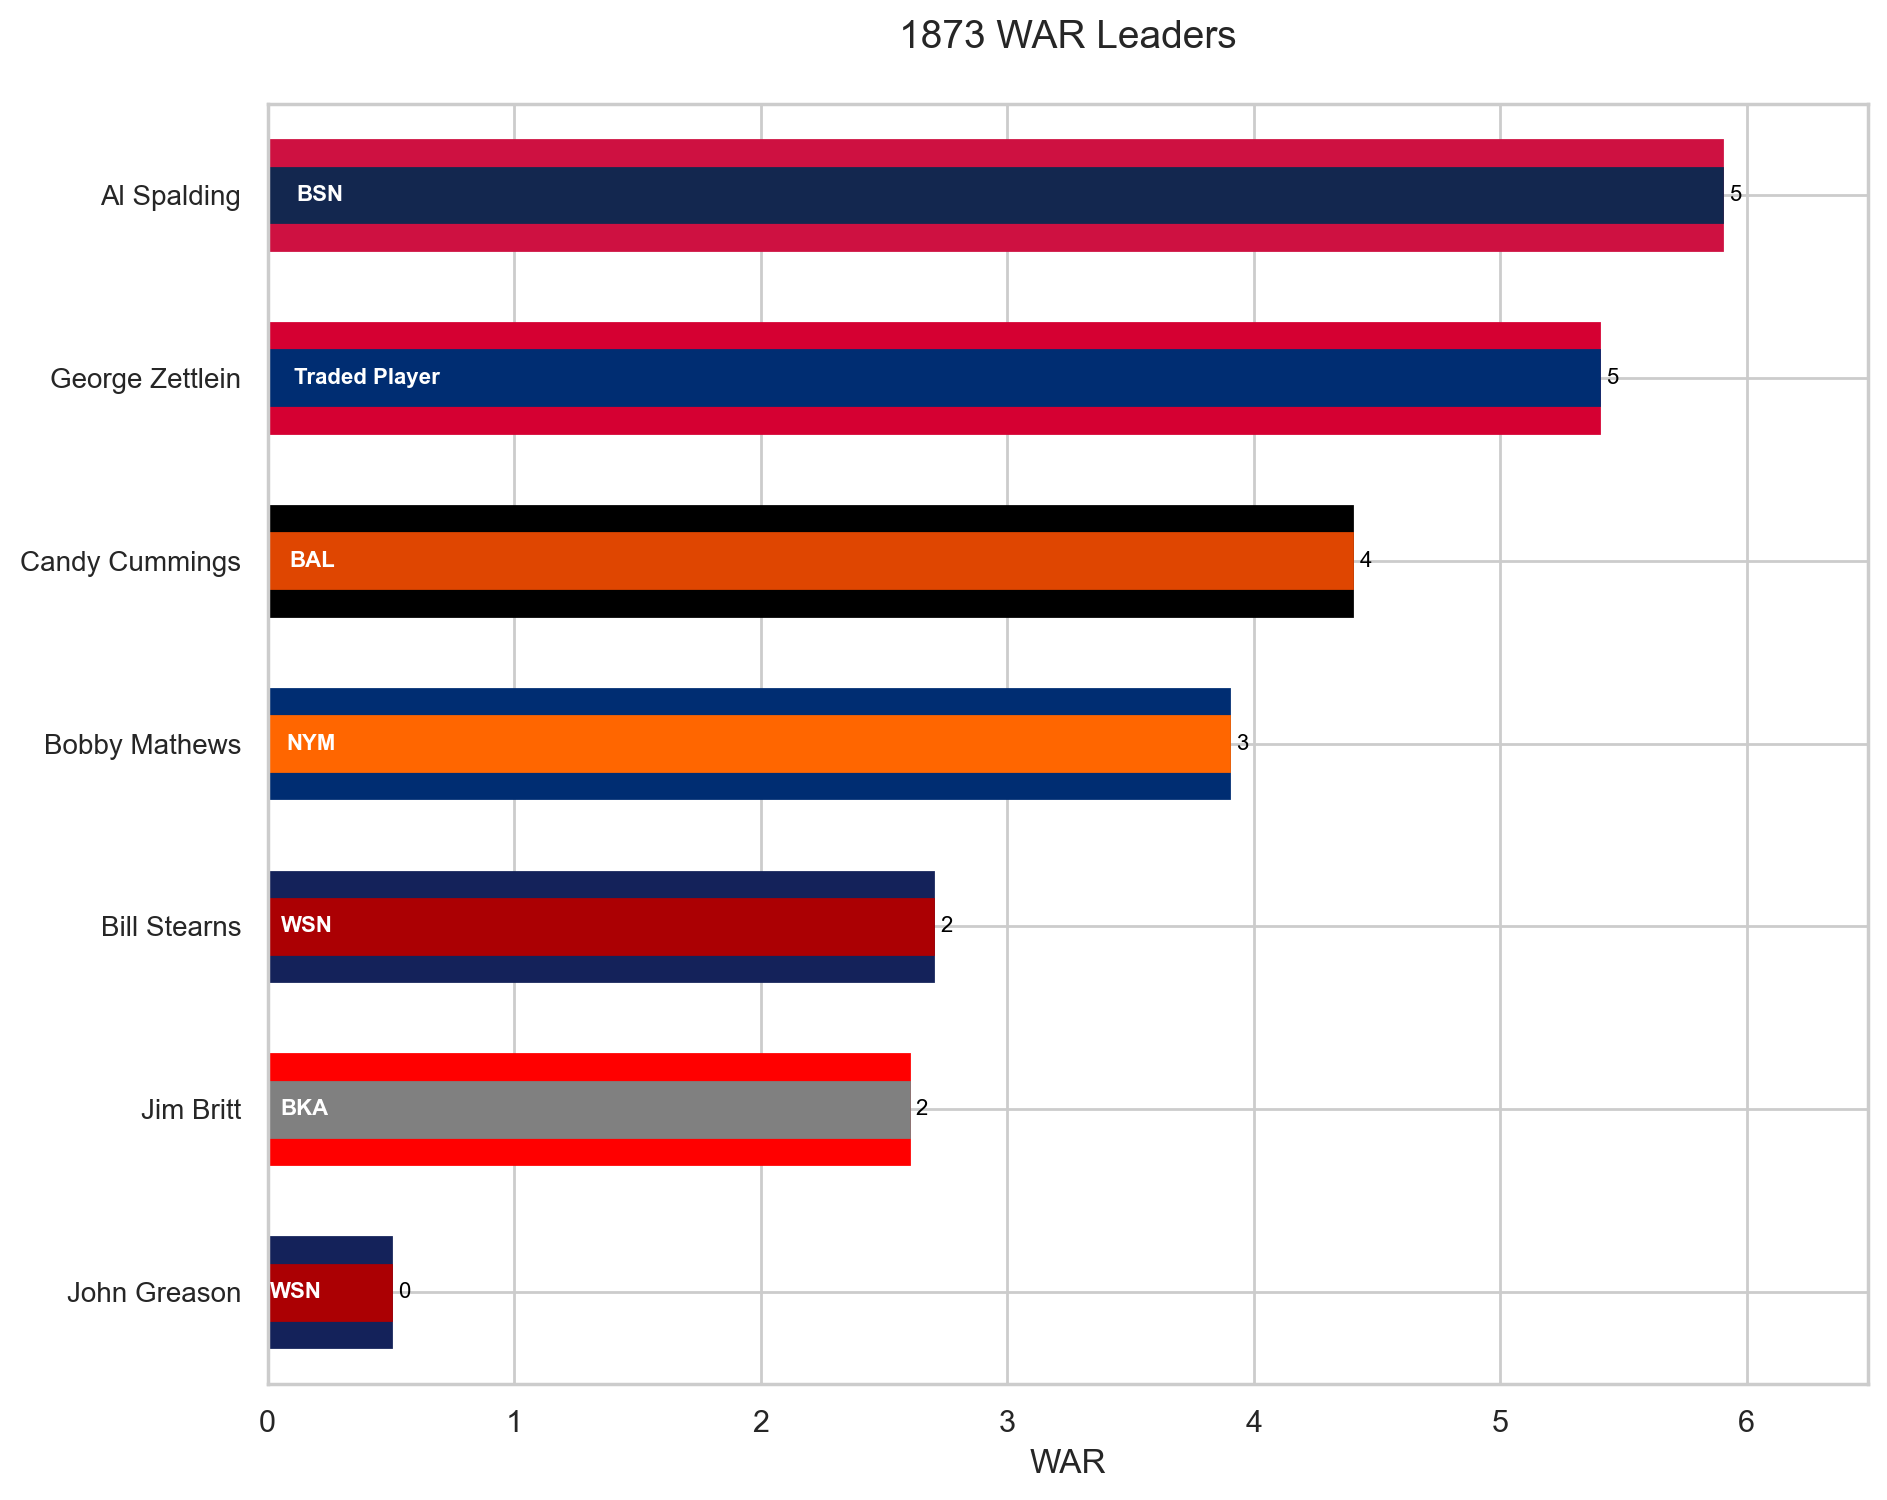 1873 WAR Leaders
Al Spalding BSN 5
George Zettlein Traded Player 5
Candy Cummings BAL 4
Bobby Mathews NYM 3
Bill Stearns WSN 2
Jim Britt BKA 2
John Greason WSN 0
0 1 2 3 4 5 6
WAR